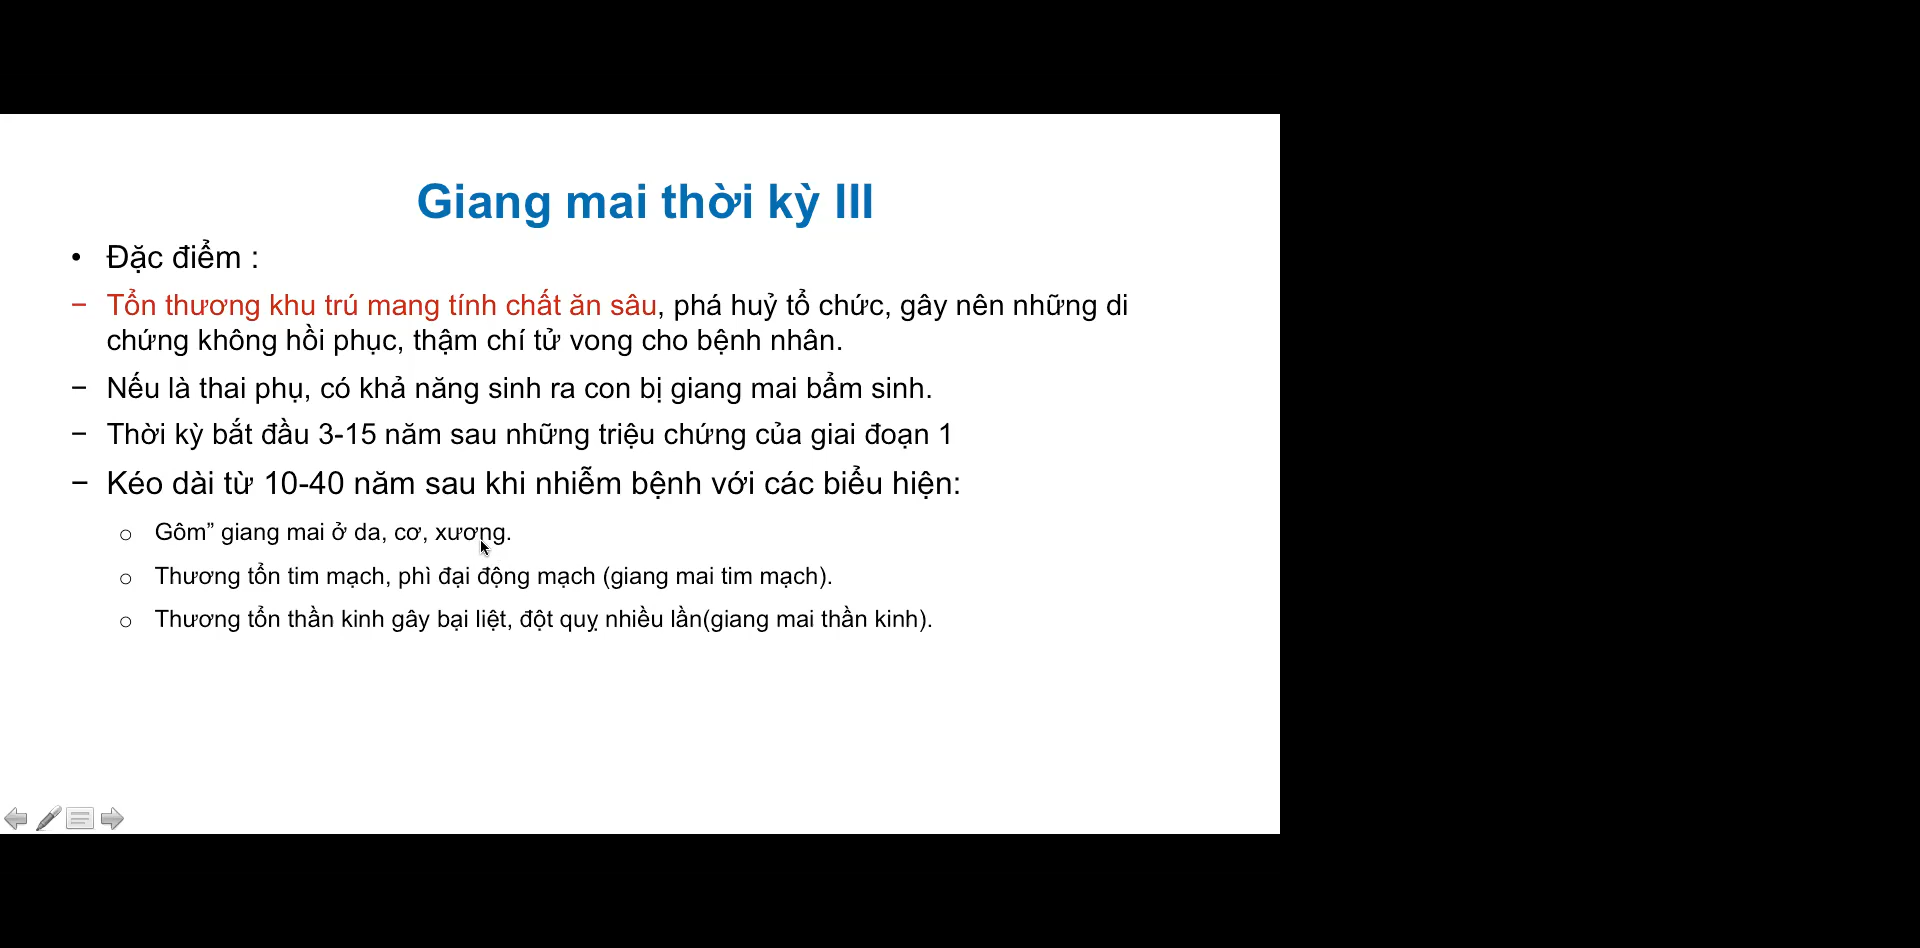 Giang mai thời kỳ III
• Đặc điểm :
− Tổn thương khu trú mang tính chất ăn sâu, phá huỷ tổ chức, gây nên những di
chứng không hồi phục, thậm chí tử vong cho bệnh nhân.
− Nếu là thai phụ, có khả năng sinh ra con bị giang mai bẩm sinh.
− Thời kỳ bắt đầu 3-15 năm sau những triệu chứng của giai đoạn 1
− Kéo dài từ 10-40 năm sau khi nhiễm bệnh với các biểu hiện:
○ Gôm” giang mai ở da, cơ, xương.
○ Thương tổn tim mạch, phì đại động mạch (giang mai tim mạch).
○ Thương tổn thần kinh gây bại liệt, đột quỵ nhiều lần(giang mai thần kinh).